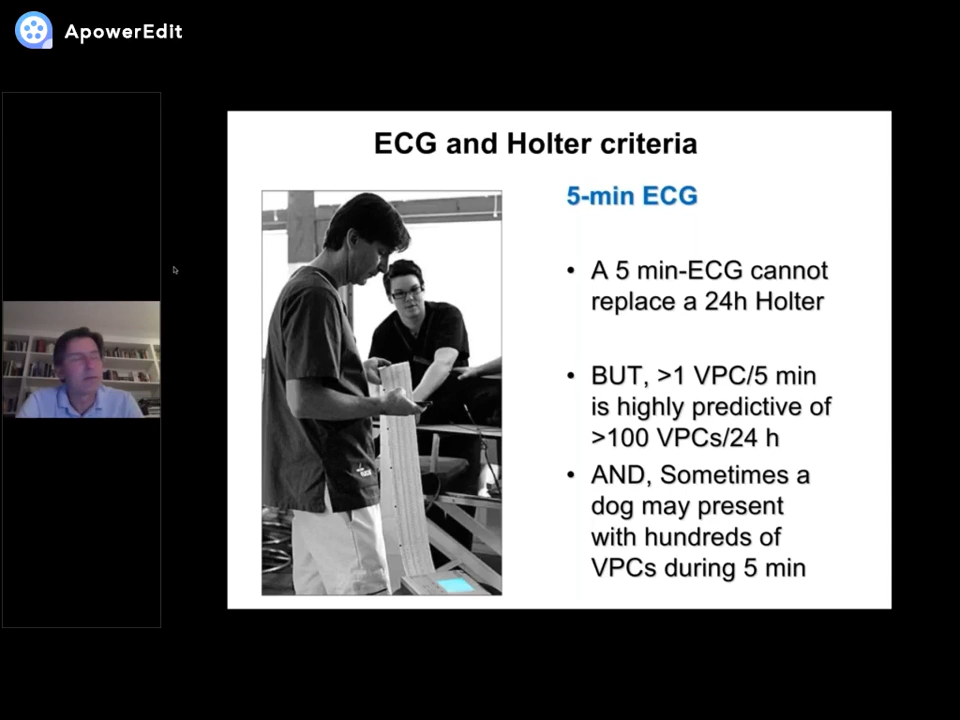 ApowerEdit
ECG and Holter criteria
5-min ECG
• A 5 min-ECG cannot
replace a 24h Holter
• BUT, >1 VPC/5 min
is highly predictive of
>100 VPCs/24 h
• AND, Sometimes a
dog may present
with hundreds of
VPCs during 5 min